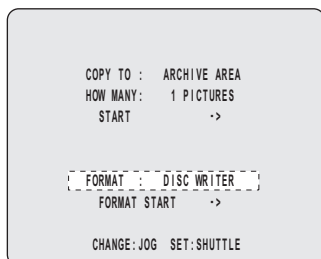 COPY TO : ARCHIVE AREA
HOW MANY: 1 PICTURES
START ->
FORMAT : DISC WRITER
FORMAT START ->
CHANGE:JOG SET:SHUTTLE